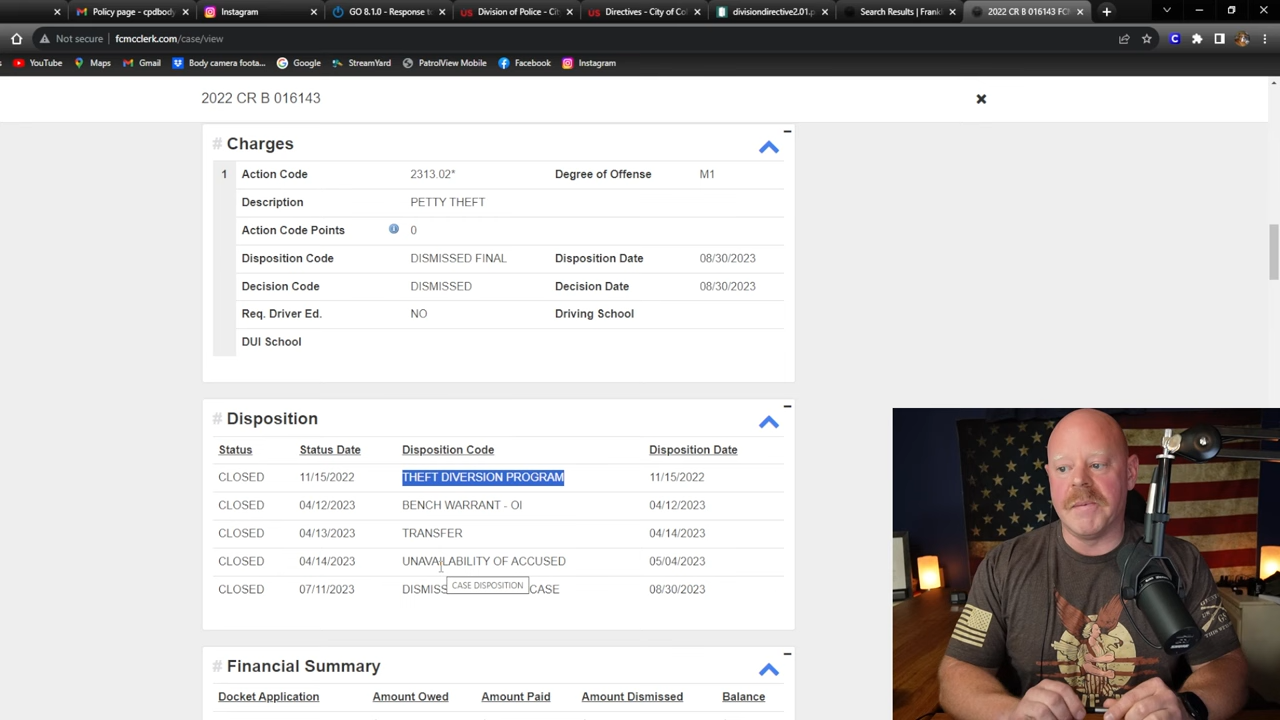 Policy page - cpdbody
Instagram
GO 8.1.0 - Response t
Division of Police - Cit
Directives - City of Col
divisiondirective2.01.p
Search Results | Frankl
2022 CR B 016143 FC
Not secure | fcmcclerk.com/case/view
YouTube
Maps
Gmail
Body camera foota...
Google
StreamYard
PatrolView Mobile
Facebook
Instagram
2022 CR B 016143
# Charges
1 Action Code 2313.02* Degree of Offense M1
Description PETTY THEFT
Action Code Points 0
Disposition Code DISMISSED FINAL Disposition Date 08/30/2023
Decision Code DISMISSED Decision Date 08/30/2023
Req. Driver Ed. NO Driving School
DUI School
# Disposition
Status Status Date Disposition Code Disposition Date
CLOSED 11/15/2022 THEFT DIVERSION PROGRAM 11/15/2022
CLOSED 04/12/2023 BENCH WARRANT - OI 04/12/2023
CLOSED 04/13/2023 TRANSFER 04/14/2023
CLOSED 04/14/2023 UNAVAILABILITY OF ACCUSED 05/04/2023
CASE DISPOSITION
CLOSED 07/11/2023 DISMISS CASE 08/30/2023
# Financial Summary
Docket Application Amount Owed Amount Paid Amount Dismissed Balance